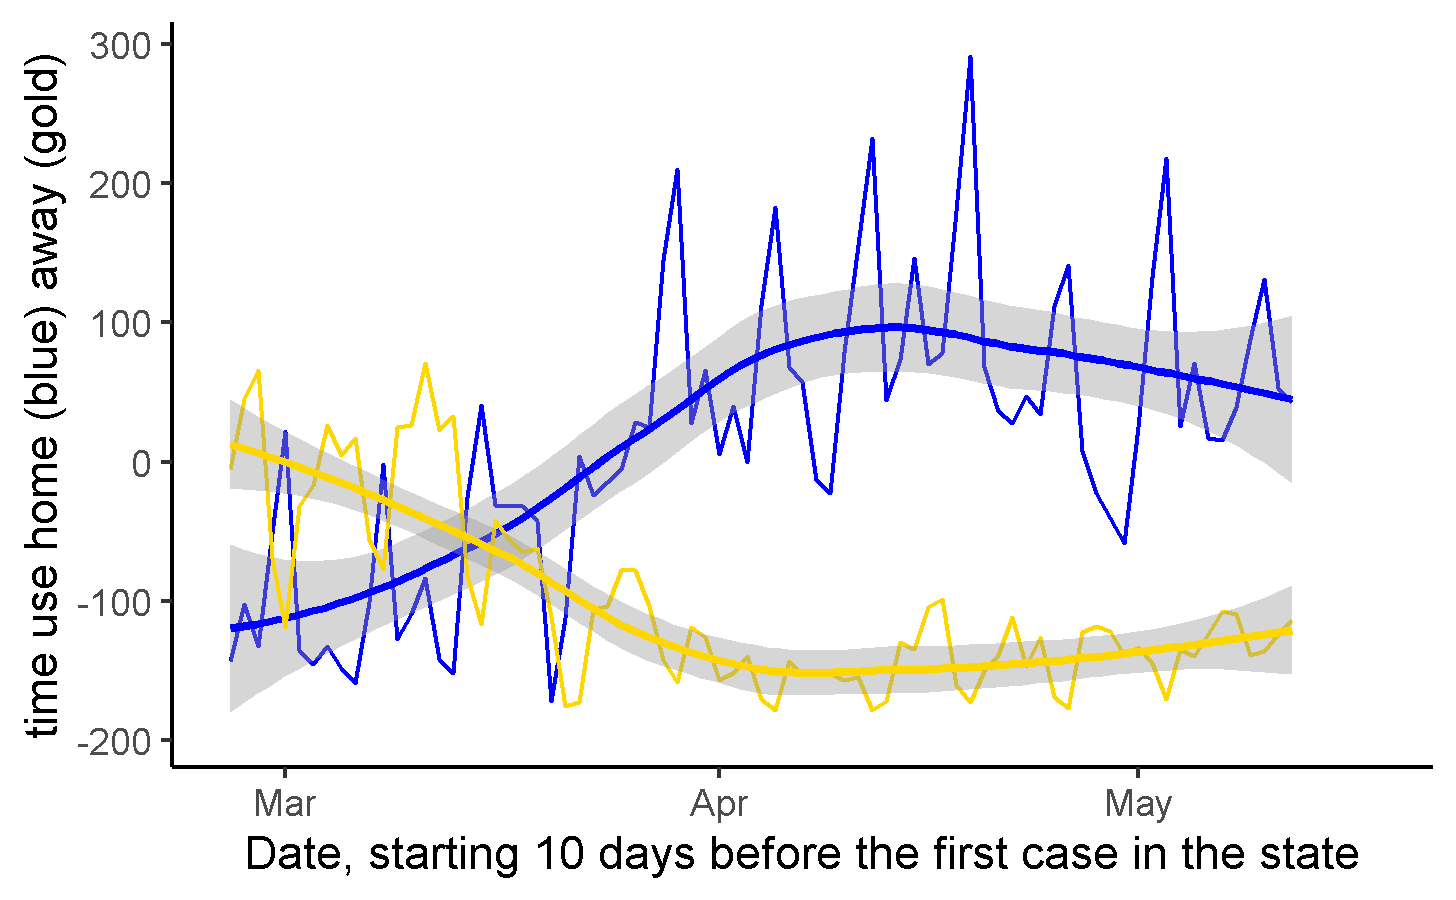 time use home (blue) away (gold)
300
200
100
0
-100
-200
Mar
Apr
May
Date, starting 10 days before the first case in the state